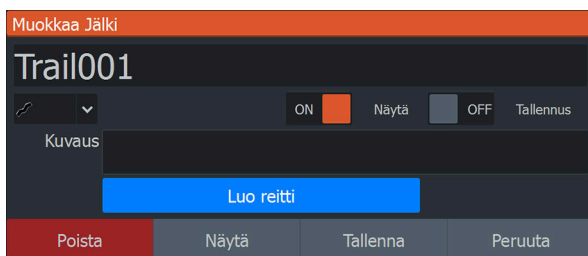 Muokkaa Jälki
Trail001
ON Näytä OFF Tallennus
Kuvaus
Luo reitti
Poista Näytä Tallenna Peruuta